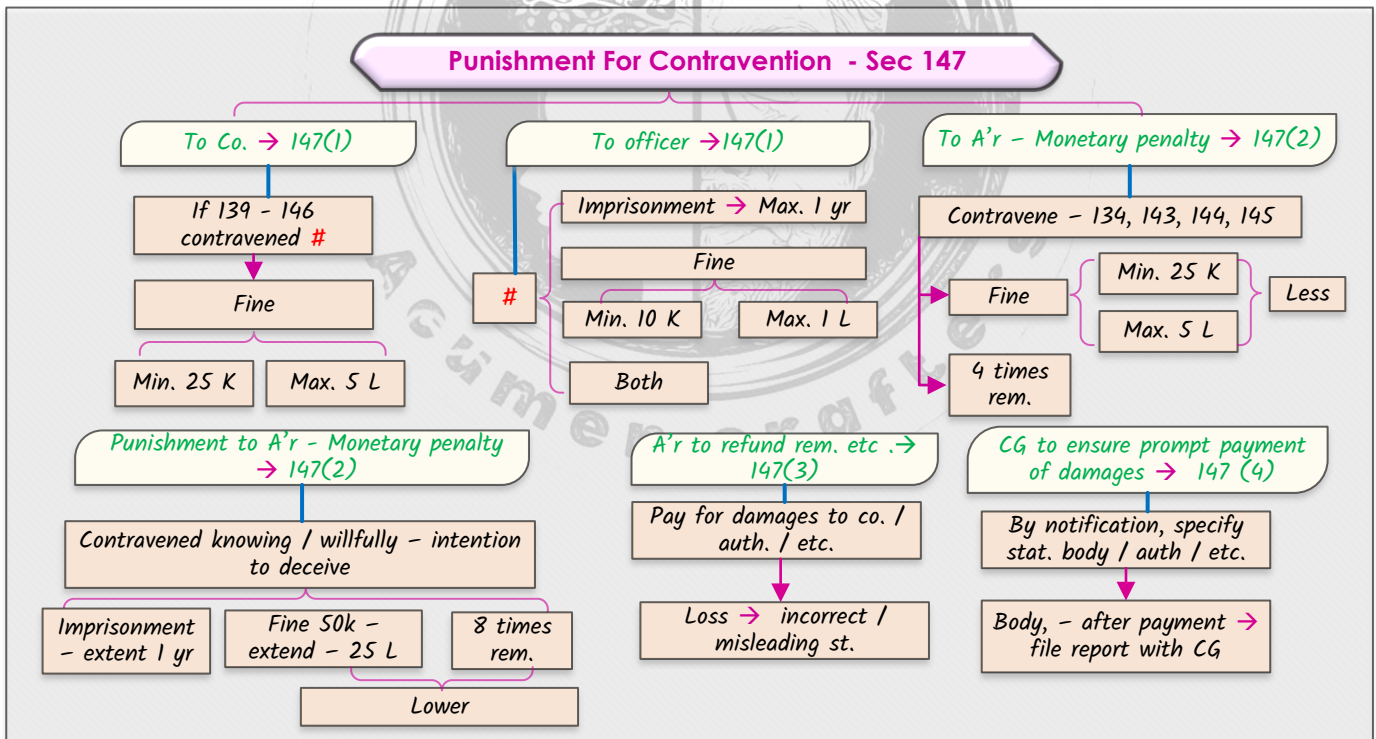 Punishment For Contravention - Sec 147
To Co. → 147(1)
If 139 - 146
contravened #
Fine
Min. 25 K
Max. 5 L
To officer →147(1)
#
Imprisonment → Max. 1 yr
Fine
Min. 10 K
Max. 1 L
Both
To A'r – Monetary penalty → 147(2)
Contravene – 134, 143, 144, 145
Fine
Min. 25 K
Max. 5 L
Less
4 times
rem.
Punishment to A'r - Monetary penalty
→ 147(2)
Contravened knowing / willfully – intention
to deceive
Imprisonment
– extent 1 yr
Fine 50k –
extend – 25 L
8 times
rem.
Lower
A'r to refund rem. etc .→
147(3)
Pay for damages to co. /
auth. / etc.
Loss → incorrect /
misleading st.
CG to ensure prompt payment
of damages → 147 (4)
By notification, specify
stat. body / auth / etc.
Body, – after payment →
file report with CG